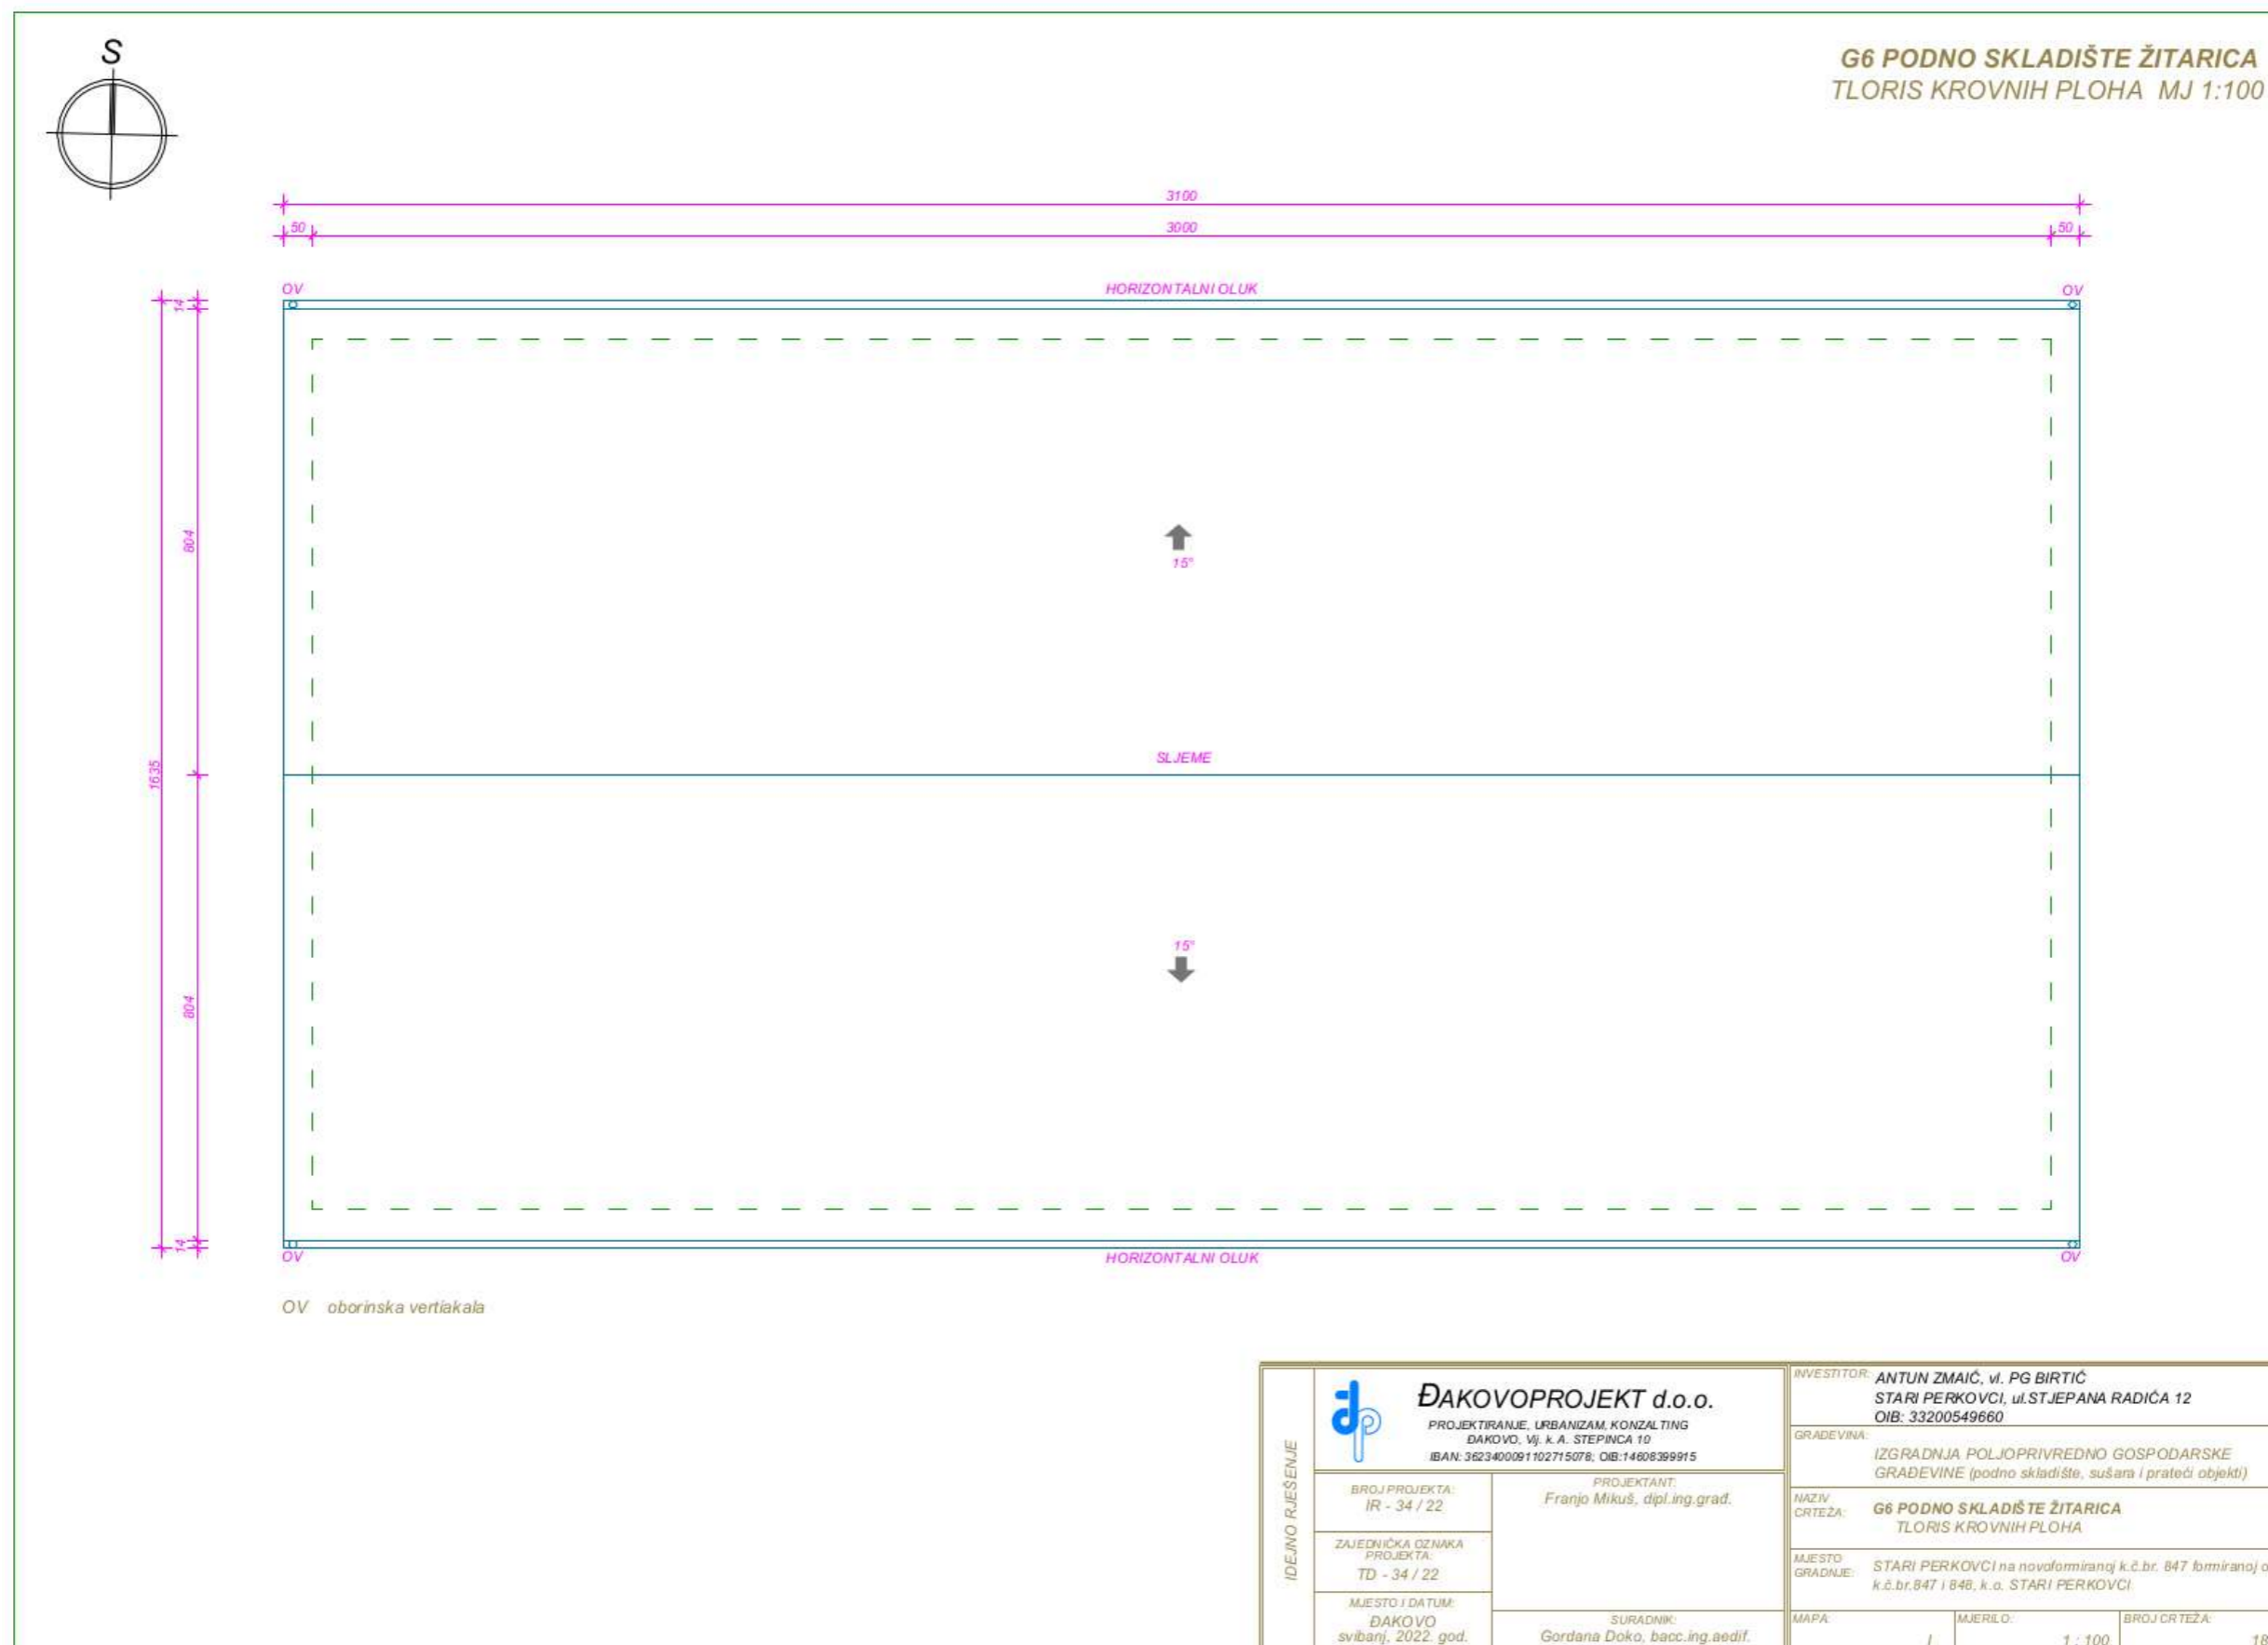 S
G6 PODNO SKLADIŠTE ŽITARICA
TLORIS KROVNIH PLOHA MJ 1:100
3100
50
3000
50
OV
HORIZONTALNI OLUK
OV
14
804
15°
1635
SLJEME
15°
804
14
OV
HORIZONTALNI OLUK
OV
OV oborinska vertiakala
IDEJNO RJEŠENJE
ĐAKOVOPROJEKT d.o.o.
PROJEKTIRANJE, URBANIZAM, KONZALTING
ĐAKOVO, Vij. k. A. STEPINCA 10
IBAN: 3623400091102715078; OIB:14608399915
BROJ PROJEKTA:
IR - 34 / 22
ZAJEDNIČKA OZNAKA
PROJEKTA:
TD - 34 / 22
MJESTO I DATUM:
ĐAKOVO
svibanj, 2022. god.
PROJEKTANT:
Franjo Mikuš, dipl.ing.građ.
SURADNIK:
Gordana Doko, bacc.ing.aedif.
INVESTITOR: ANTUN ZMAIĆ, vl. PG BIRTIĆ
STARI PERKOVCI, ul.STJEPANA RADIĆA 12
OIB: 33200549660
GRAĐEVINA:
IZGRADNJA POLJOPRIVREDNO GOSPODARSKE
GRAĐEVINE (podno skladište, sušara i prateći objekti)
NAZIV
CRTEŽA: G6 PODNO SKLADIŠTE ŽITARICA
TLORIS KROVNIH PLOHA
MJESTO
GRADNJE: STARI PERKOVCI na novoformiranoj k.č.br. 847 formiranoj o
k.č.br.847 i 848, k.o. STARI PERKOVCI
MAPA:
I
MJERILO:
1 : 100
BROJ CRTEŽA: